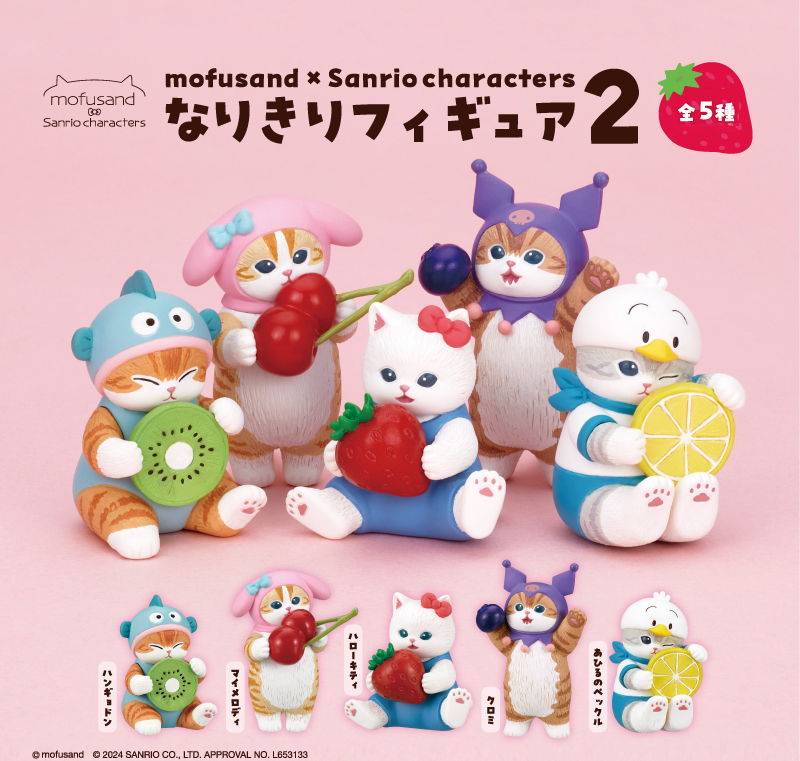 mofusand
Sanrio characters
mofusand × Sanrio characters
なりきりフィギュア2
全5種
ハンギョドン
マイメロディ
ハローキティ
クロミ
あひるのペックル
© mofusand © 2024 SANRIO CO., LTD. APPROVAL NO. L653133